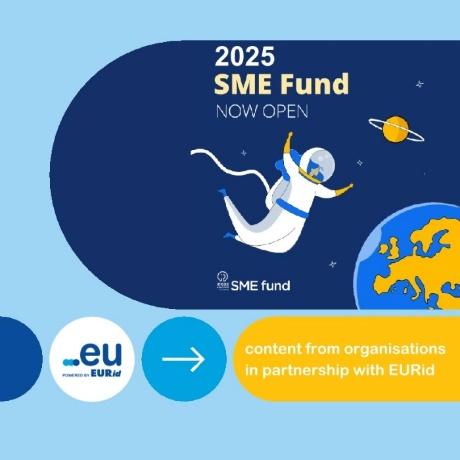 2025
SME Fund
NOW OPEN
SME fund
.eu
POWERED BY EURid
content from organisations
in partnership with EURid